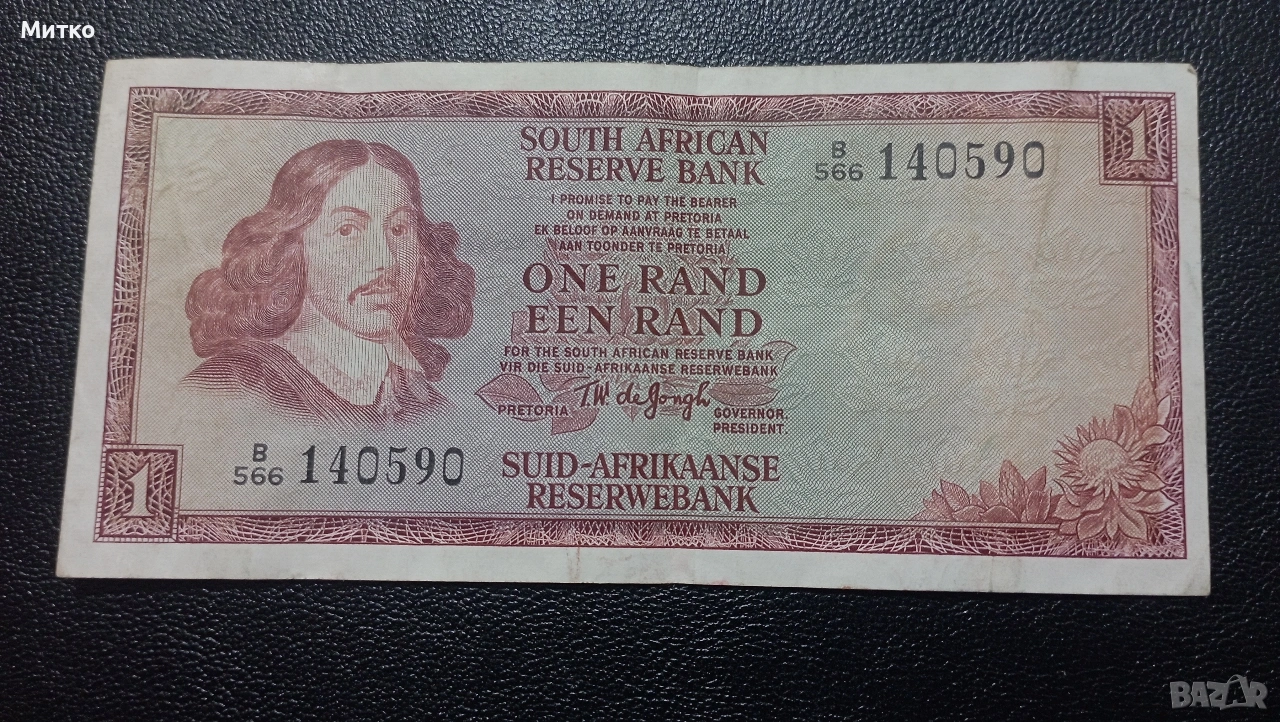 Митко
1
SOUTH AFRICAN
RESERVE BANK
B
566 140590
I PROMISE TO PAY THE BEARER
ON DEMAND AT PRETORIA
EK BELOOF OP AANVRAAG TE BETAAL
AAN TOONDER TE PRETORIA
ONE RAND
EEN RAND
FOR THE SOUTH AFRICAN RESERVE BANK
VIR DIE SUID-AFRIKAANSE RESERWEBANK
PRETORIA T.W. de Jongh GOVERNOR.
PRESIDENT.
B
566 140590
SUID-AFRIKAANSE
RESERWEBANK
1
BAZAR